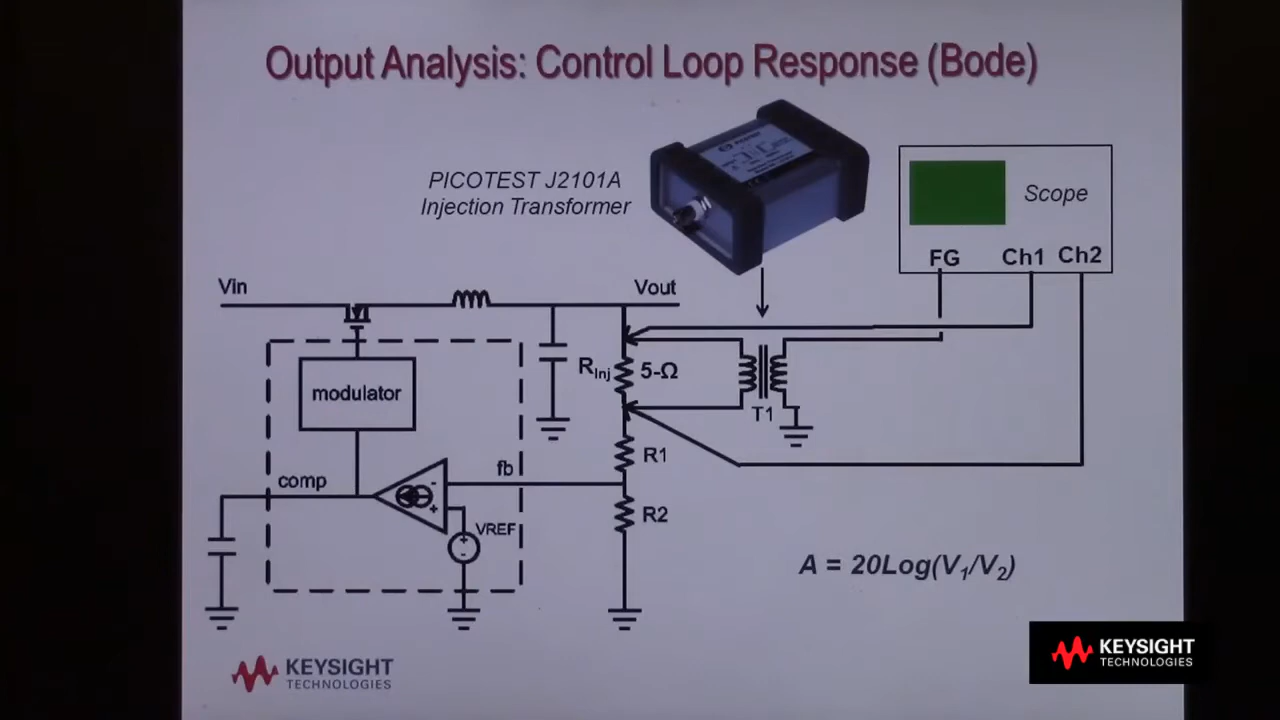 Output Analysis: Control Loop Response (Bode)
PICOTEST J2101A
Injection Transformer
Scope
FG
Ch1
Ch2
Vin
Vout
RInj
5-Ω
modulator
T1
R1
fb
comp
-
+
VREF
+
-
R2
A = 20Log(V1/V2)
KEYSIGHT
TECHNOLOGIES
KEYSIGHT
TECHNOLOGIES